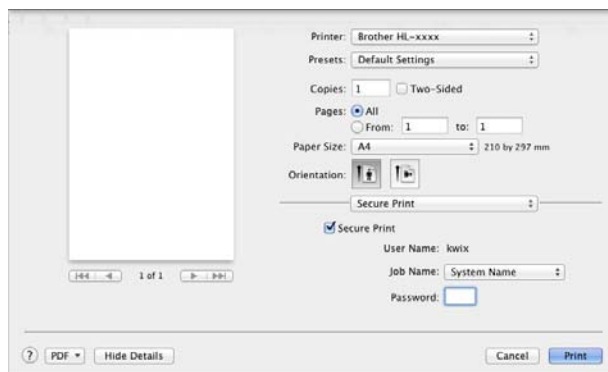 Printer: Brother HL-xxxx
Presets: Default Settings
Copies: 1 Two-Sided
Pages: All
From: 1 to: 1
Paper Size: A4 210 by 297 mm
Orientation:
Secure Print
Secure Print
User Name: kwix
Job Name: System Name
Password:
1 of 1
? PDF Hide Details Cancel Print